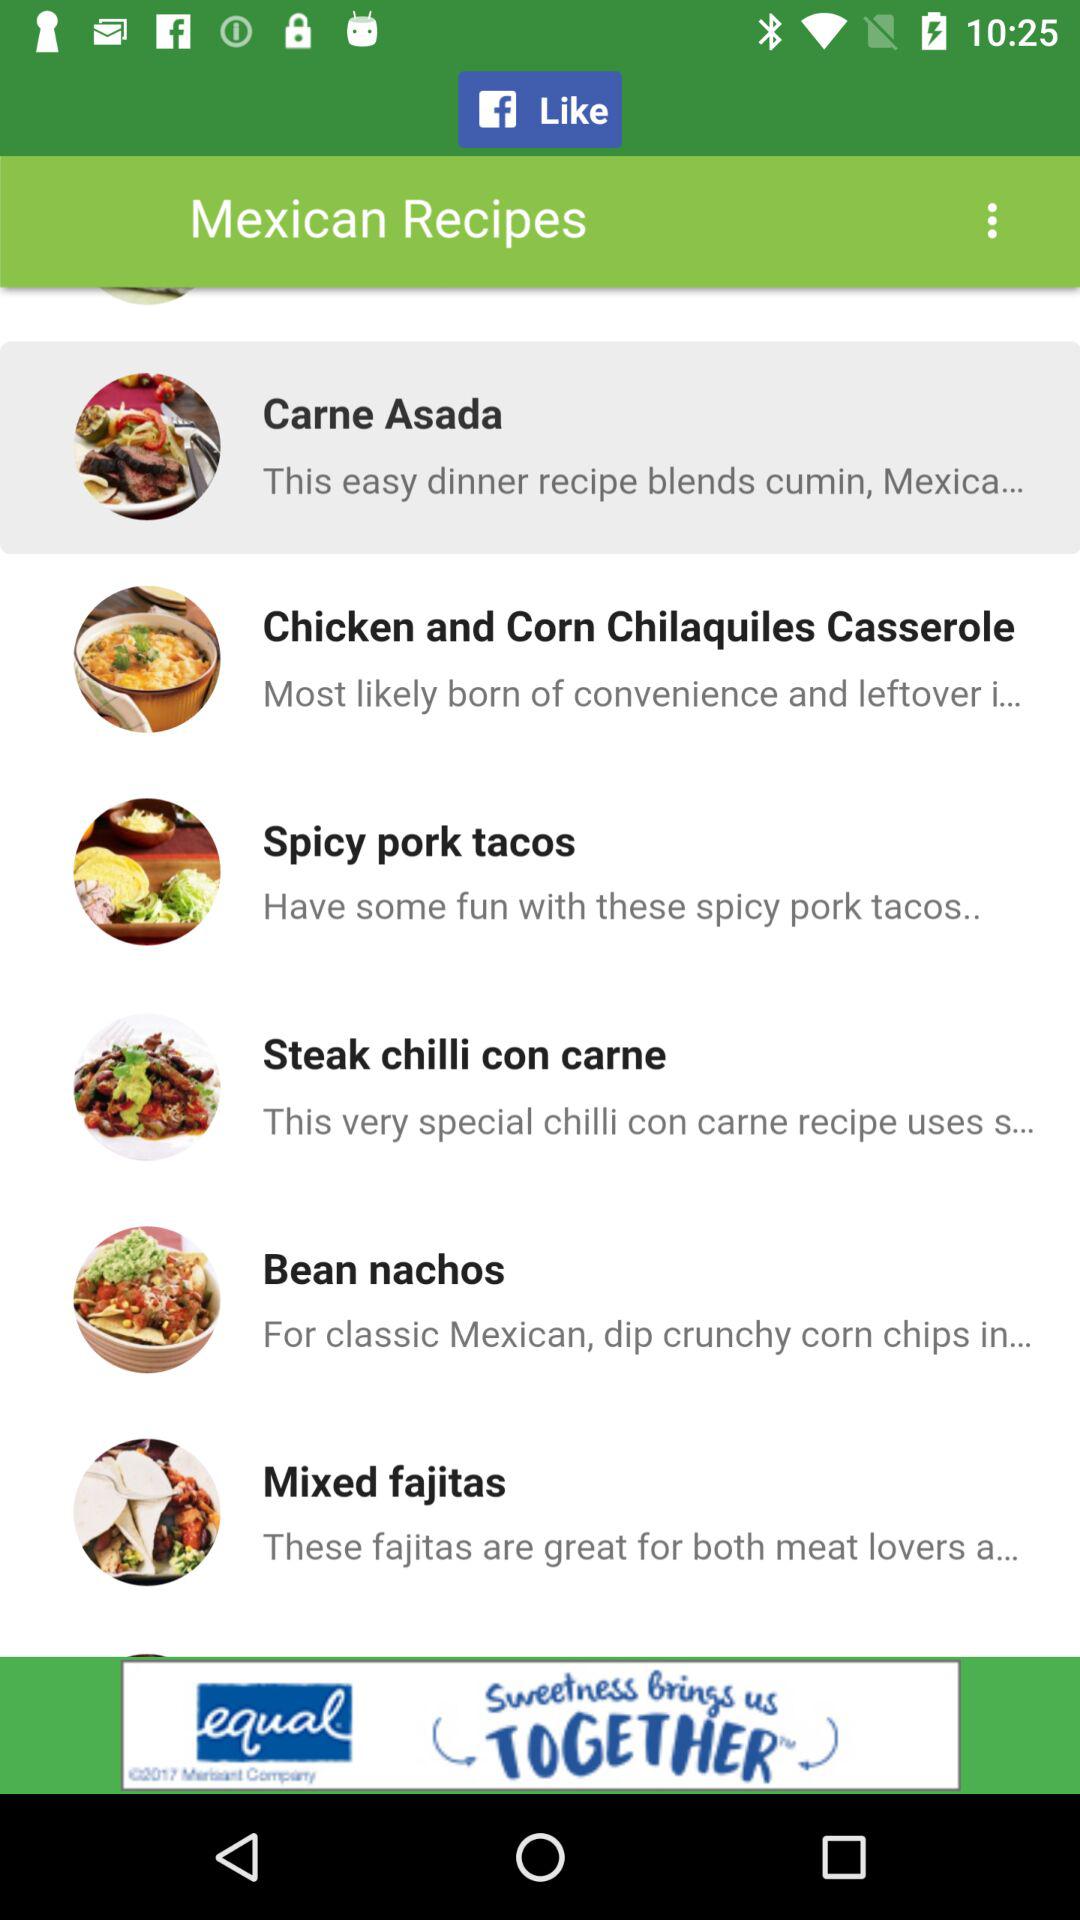 10:25
Like
Mexican Recipes
Carne Asada
This easy dinner recipe blends cumin, Mexica...
Chicken and Corn Chilaquiles Casserole
Most likely born of convenience and leftover i...
Spicy pork tacos
Have some fun with these spicy pork tacos..
Steak chilli con carne
This very special chilli con carne recipe uses s...
Bean nachos
For classic Mexican, dip crunchy corn chips in...
Mixed fajitas
These fajitas are great for both meat lovers a...
equal
©2017 Merisant Company
Sweetness brings us
TOGETHER™